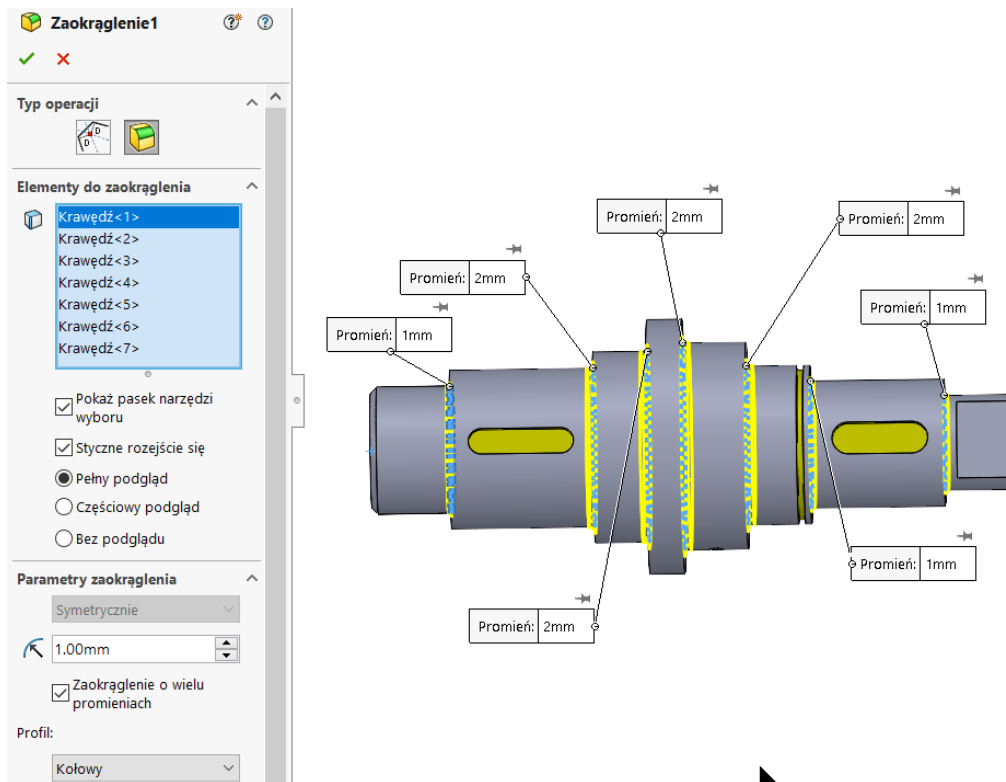 Zaokrąglenie1
Typ operacji
Elementy do zaokrąglenia
Krawędź<1>
Krawędź<2>
Krawędź<3>
Krawędź<4>
Krawędź<5>
Krawędź<6>
Krawędź<7>
Pokaż pasek narzędzi
wyboru
Styczne rozejście się
Pełny podgląd
Częściowy podgląd
Bez podglądu
Parametry zaokrąglenia
Symetrycznie
1.00mm
Zaokrąglenie o wielu
promieniach
Profil:
Kołowy
Promień: 2mm
Promień: 2mm
Promień: 2mm
Promień: 1mm
Promień: 1mm
Promień: 1mm
Promień: 2mm